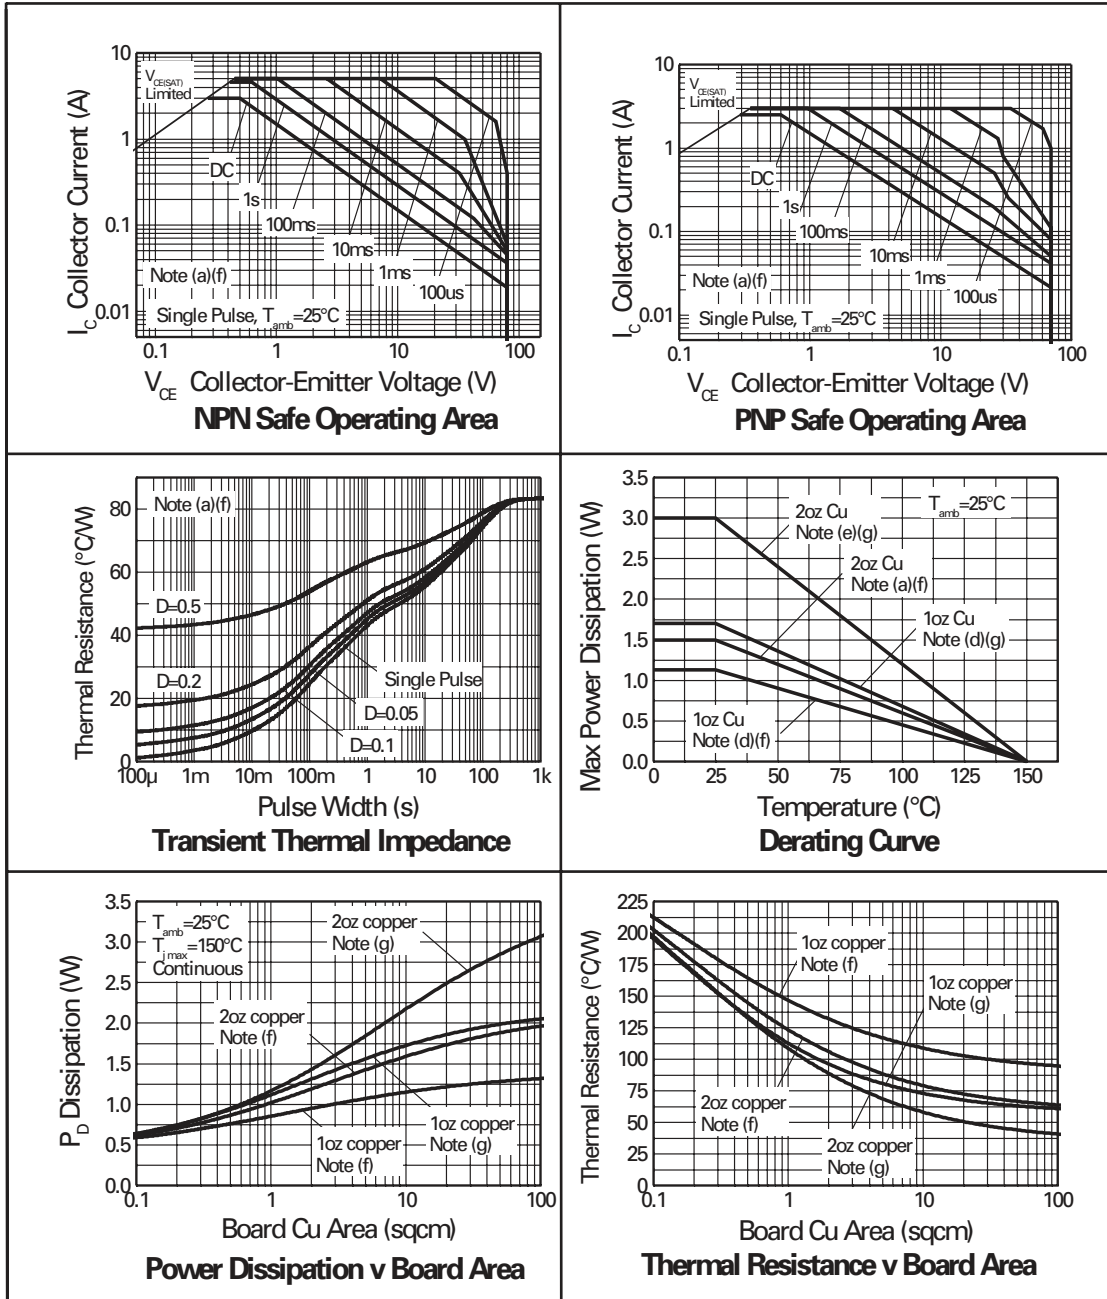 10
1
0.1
0.01
V CE(SAT)
Limited
DC
1s
100ms
10ms
1ms
100us
Note (a)(f)
Single Pulse, Tamb=25°C
0.1 1 10 100
IC Collector Current (A)
VCE Collector-Emitter Voltage (V)
NPN Safe Operating Area
10
1
0.1
0.01
VCE(SAT)
Limited
DC
1s
100ms
10ms
1ms
100us
Note (a)(f)
Single Pulse, Tamb=25°C
0.1 1 10 100
IC Collector Current (A)
VCE Collector-Emitter Voltage (V)
PNP Safe Operating Area
80
60
40
20
0
Note (a)(f)
D=0.5
D=0.2
Single Pulse
D=0.05
D=0.1
100µ 1m 10m 100m 1 10 100 1k
Thermal Resistance (°C/W)
Pulse Width (s)
Transient Thermal Impedance
3.5
3.0
2.5
2.0
1.5
1.0
0.5
0.0
Tamb=25°C
2oz Cu
Note (e)(g)
2oz Cu
Note (a)(f)
1oz Cu
Note (d)(g)
1oz Cu
Note (d)(f)
0 25 50 75 100 125 150
Max Power Dissipation (W)
Temperature (°C)
Derating Curve
3.5
3.0
2.5
2.0
1.5
1.0
0.5
0.0
Tamb=25°C
Tj max=150°C
Continuous
2oz copper
Note (g)
2oz copper
Note (f)
1oz copper
Note (g)
1oz copper
Note (f)
0.1 1 10 100
PD Dissipation (W)
Board Cu Area (sqcm)
Power Dissipation v Board Area
225
200
175
150
125
100
75
50
25
0
1oz copper
Note (f)
1oz copper
Note (g)
2oz copper
Note (f)
2oz copper
Note (g)
0.1 1 10 100
Thermal Resistance (°C/W)
Board Cu Area (sqcm)
Thermal Resistance v Board Area